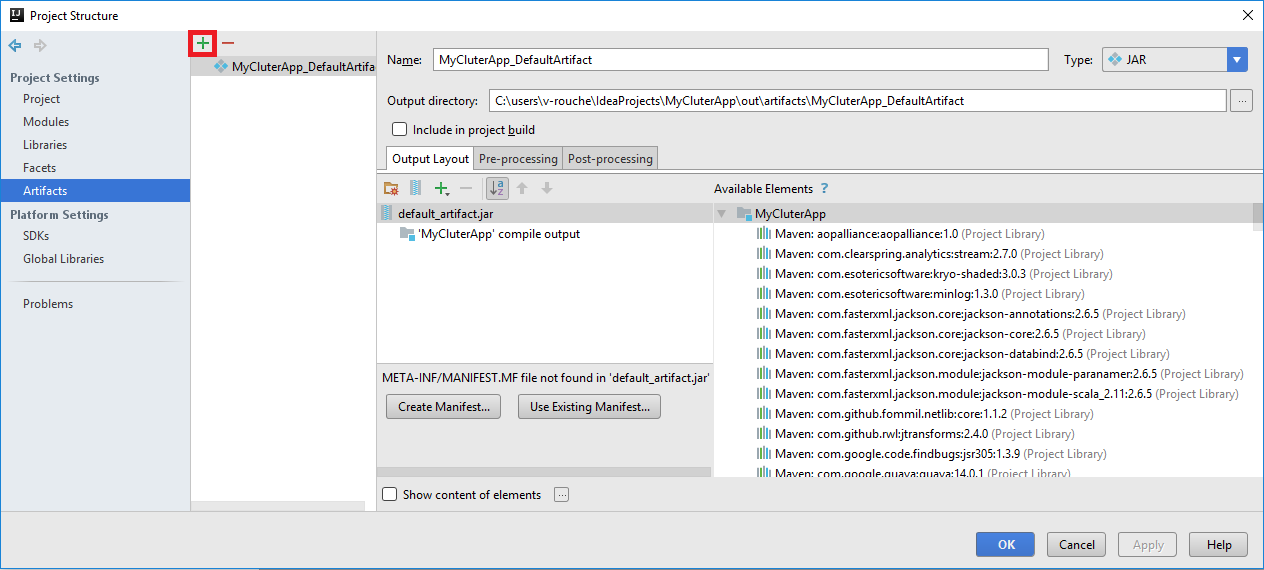 Project Structure
Project Settings
Project
Modules
Libraries
Facets
Artifacts
Platform Settings
SDKs
Global Libraries
Problems
MyCluterApp_DefaultArtifa
Name: MyCluterApp_DefaultArtifact Type: JAR
Output directory: C:\users\v-rouche\IdeaProjects\MyCluterApp\out\artifacts\MyCluterApp_DefaultArtifact ...
Include in project build
Output Layout Pre-processing Post-processing
Available Elements ?
default_artifact.jar
'MyCluterApp' compile output
META-INF/MANIFEST.MF file not found in 'default_artifact.jar'
Create Manifest... Use Existing Manifest...
MyCluterApp
Maven: aopalliance:aopalliance:1.0 (Project Library)
Maven: com.clearspring.analytics:stream:2.7.0 (Project Library)
Maven: com.esotericsoftware:kryo-shaded:3.0.3 (Project Library)
Maven: com.esotericsoftware:minlog:1.3.0 (Project Library)
Maven: com.fasterxml.jackson.core:jackson-annotations:2.6.5 (Project Library)
Maven: com.fasterxml.jackson.core:jackson-core:2.6.5 (Project Library)
Maven: com.fasterxml.jackson.core:jackson-databind:2.6.5 (Project Library)
Maven: com.fasterxml.jackson.module:jackson-module-paranamer:2.6.5 (Project Library)
Maven: com.fasterxml.jackson.module:jackson-module-scala_2.11:2.6.5 (Project Library)
Maven: com.github.fommil.netlib:core:1.1.2 (Project Library)
Maven: com.github.rwl:jtransforms:2.4.0 (Project Library)
Maven: com.google.code.findbugs:jsr305:1.3.9 (Project Library)
Maven: com.google.guava:guava:14.0.1 (Project Library)
Show content of elements ...
OK Cancel Apply Help